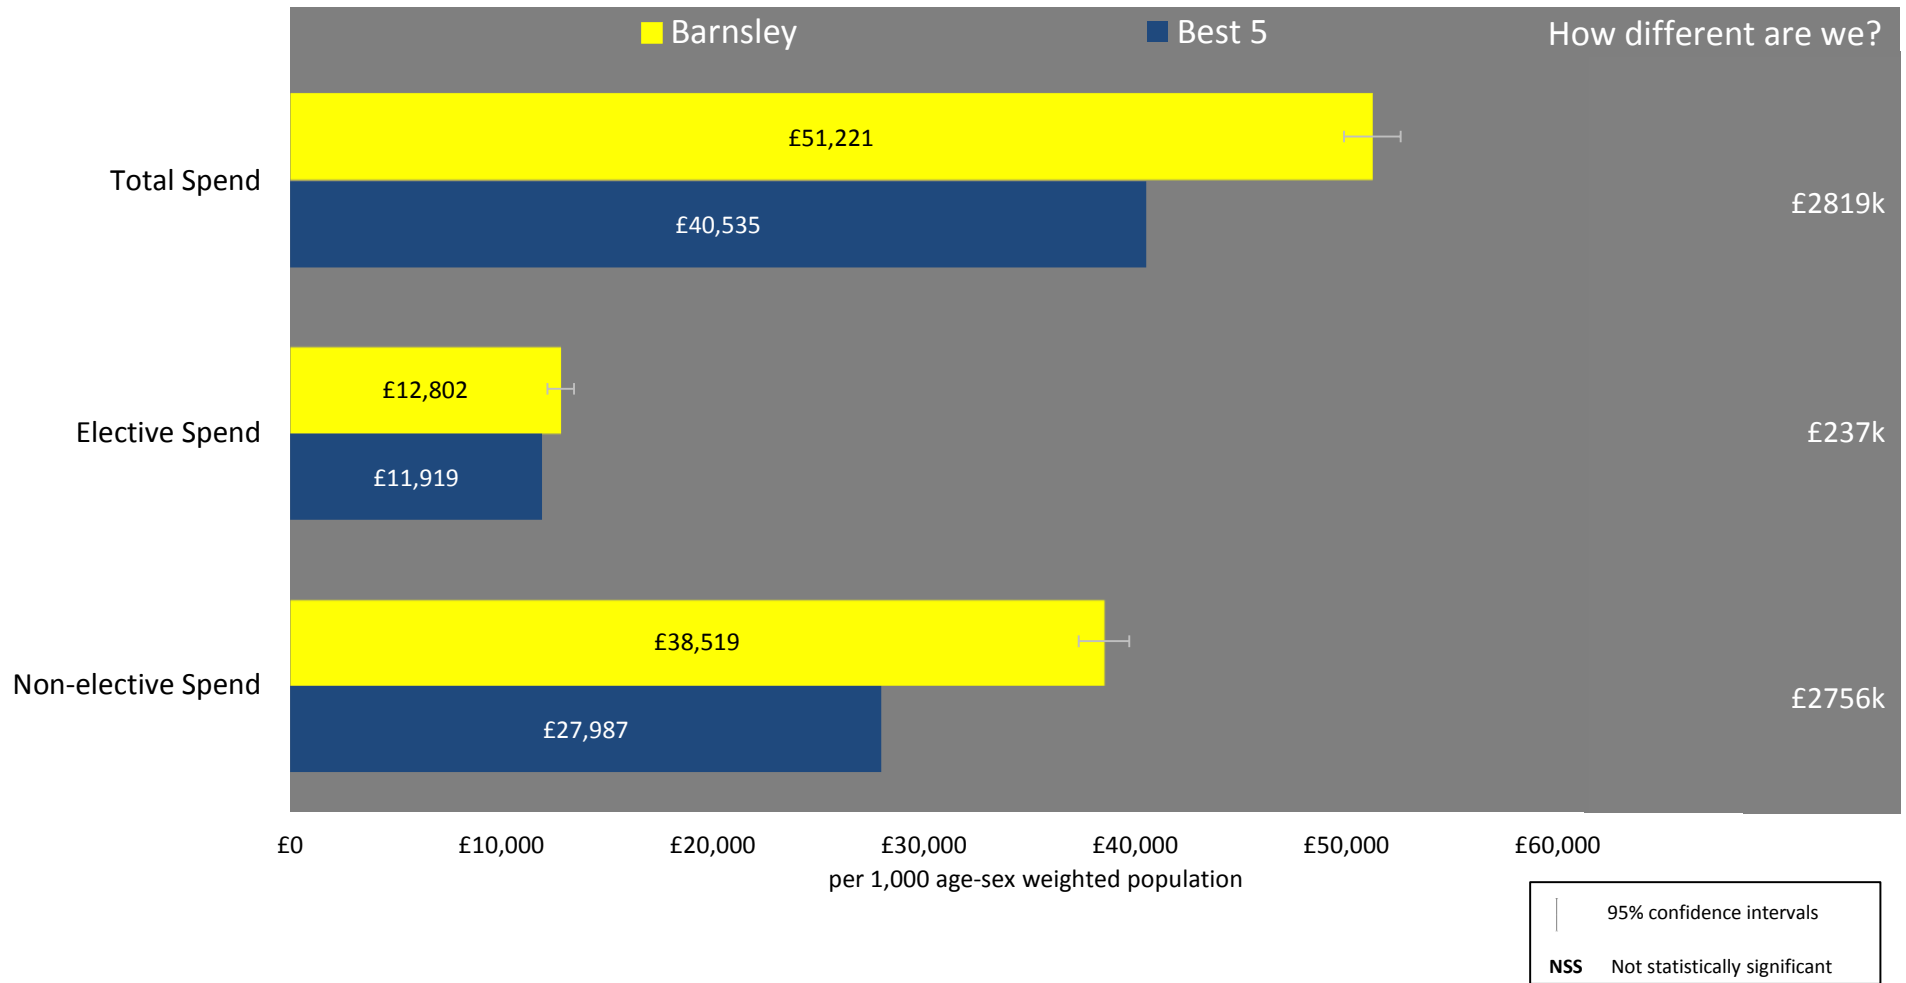 Barnsley
Best 5
How different are we?
Total Spend
£51,221
£40,535
£2819k
Elective Spend
£12,802
£11,919
£237k
Non-elective Spend
£38,519
£27,987
£2756k
£0 £10,000 £20,000 £30,000 £40,000 £50,000 £60,000
per 1,000 age-sex weighted population
95% confidence intervals
NSS Not statistically significant